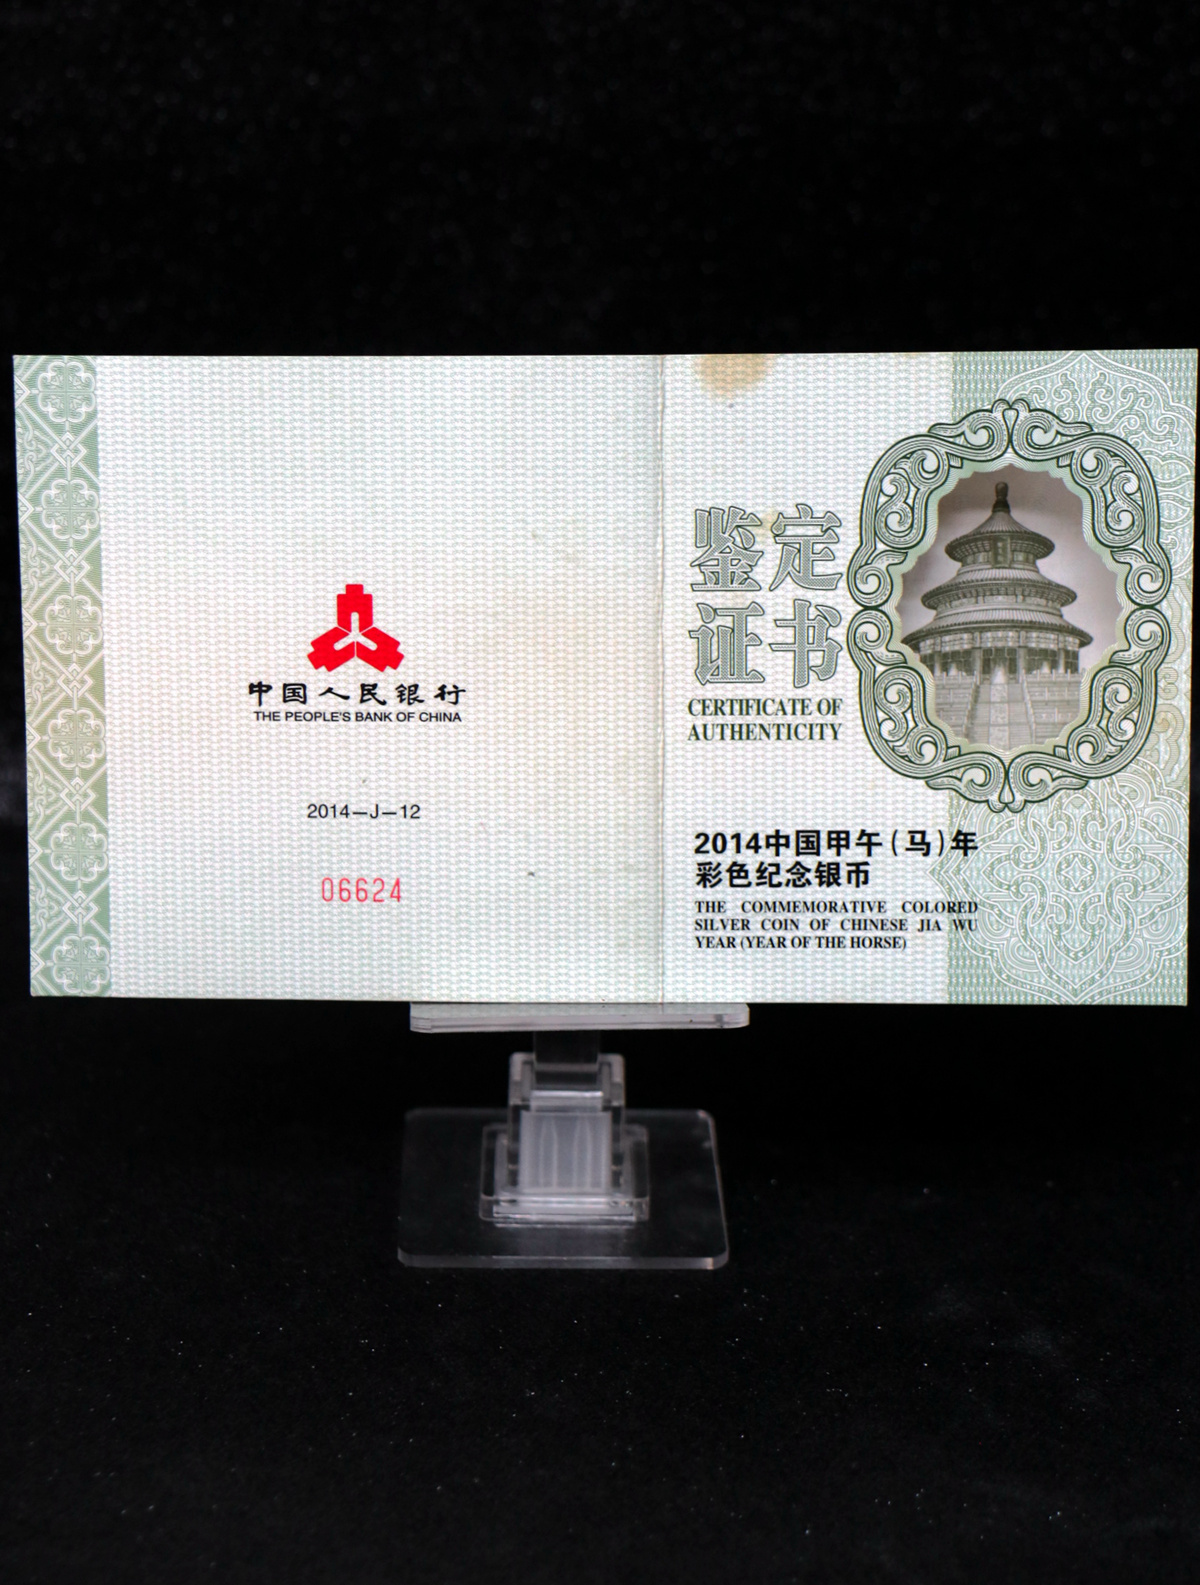 中国人民银行
THE PEOPLE'S BANK OF CHINA
2014—J—12
06624
鉴定
证书
CERTIFICATE OF
AUTHENTICITY
2014中国甲午(马)年
彩色纪念银币
THE COMMEMORATIVE COLORED
SILVER COIN OF CHINESE JIA WU
YEAR (YEAR OF THE HORSE)